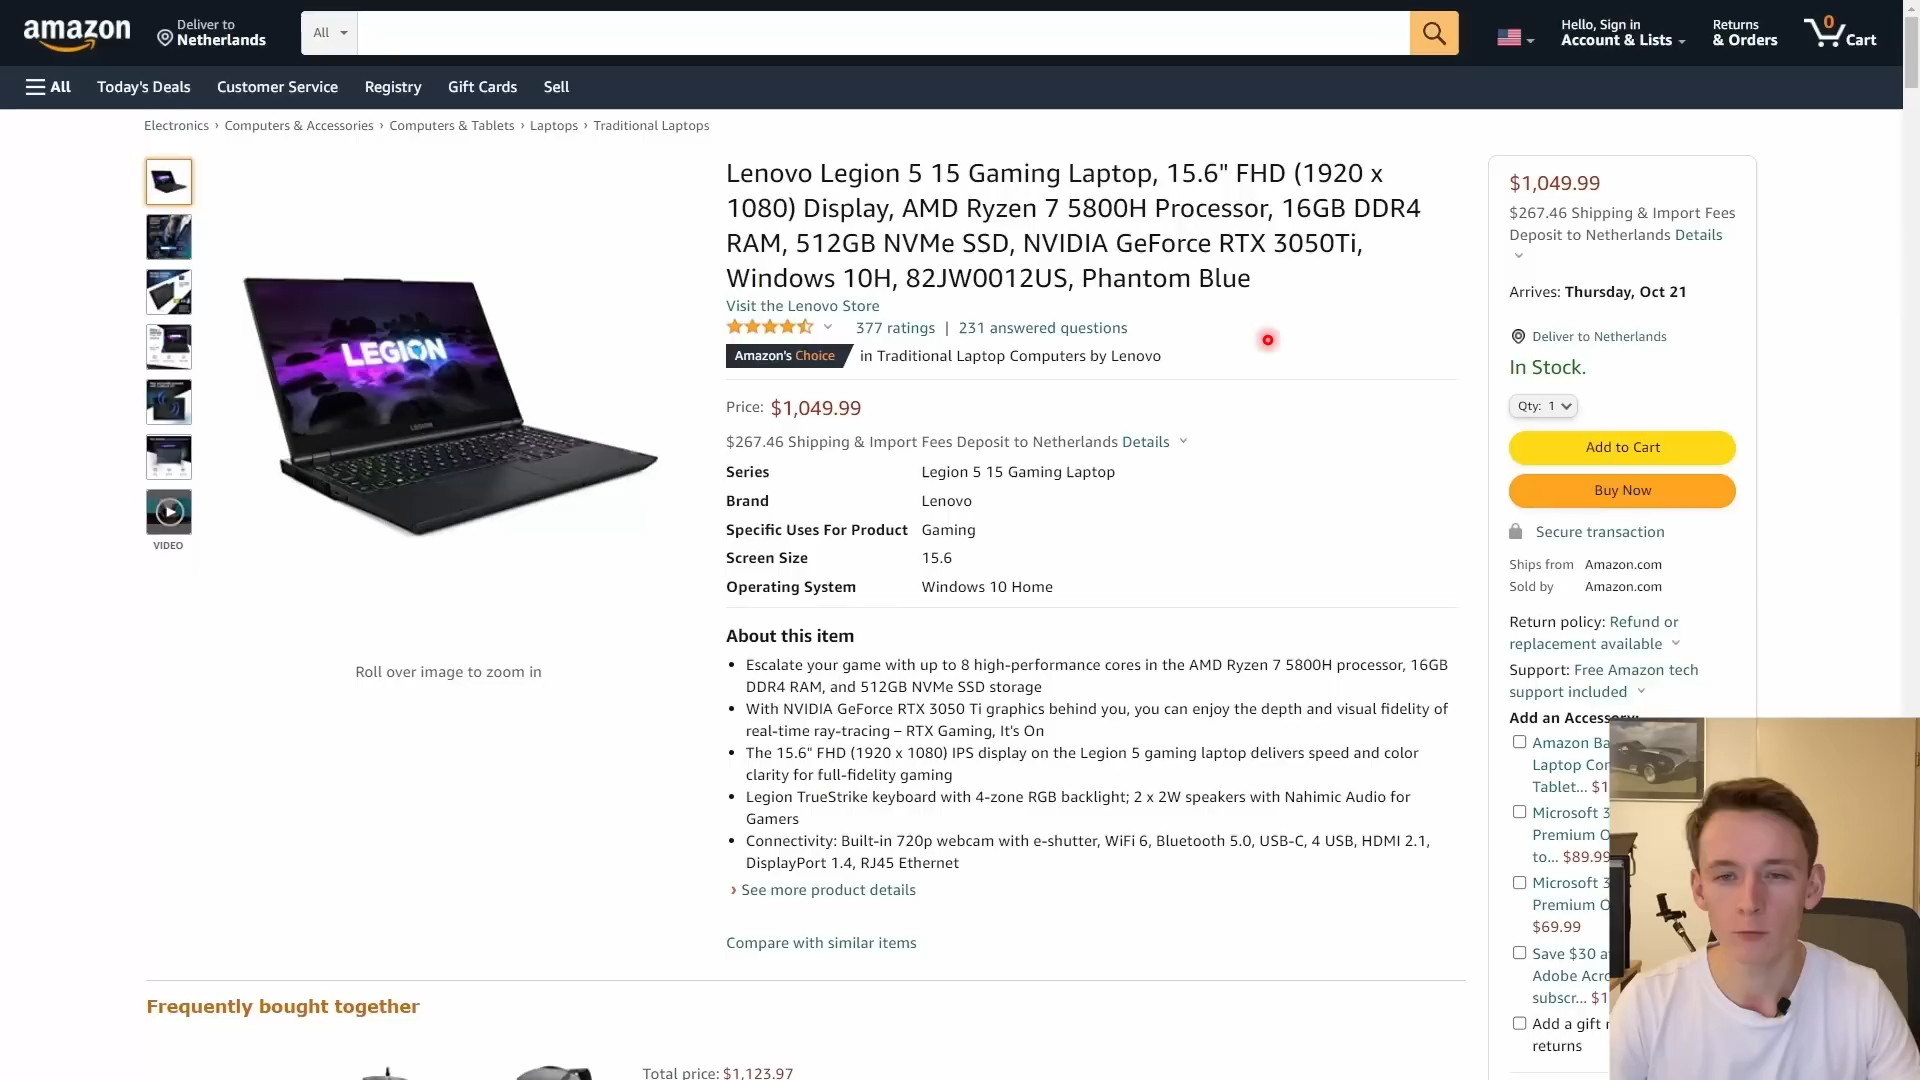 amazon
Deliver to
Netherlands
All
Hello, Sign in
Account & Lists
Returns
& Orders
0
Cart
All
Today's Deals
Customer Service
Registry
Gift Cards
Sell
Electronics › Computers & Accessories › Computers & Tablets › Laptops › Traditional Laptops
LEGION
LEGION
VIDEO
Roll over image to zoom in
Lenovo Legion 5 15 Gaming Laptop, 15.6" FHD (1920 x
1080) Display, AMD Ryzen 7 5800H Processor, 16GB DDR4
RAM, 512GB NVMe SSD, NVIDIA GeForce RTX 3050Ti,
Windows 10H, 82JW0012US, Phantom Blue
Visit the Lenovo Store
377 ratings | 231 answered questions
Amazon's Choice in Traditional Laptop Computers by Lenovo
Price: $1,049.99
$267.46 Shipping & Import Fees Deposit to Netherlands Details
Series Legion 5 15 Gaming Laptop
Brand Lenovo
Specific Uses For Product Gaming
Screen Size 15.6
Operating System Windows 10 Home
About this item
• Escalate your game with up to 8 high-performance cores in the AMD Ryzen 7 5800H processor, 16GB
DDR4 RAM, and 512GB NVMe SSD storage
• With NVIDIA GeForce RTX 3050 Ti graphics behind you, you can enjoy the depth and visual fidelity of
real-time ray-tracing – RTX Gaming, It's On
• The 15.6" FHD (1920 x 1080) IPS display on the Legion 5 gaming laptop delivers speed and color
clarity for full-fidelity gaming
• Legion TrueStrike keyboard with 4-zone RGB backlight; 2 x 2W speakers with Nahimic Audio for
Gamers
• Connectivity: Built-in 720p webcam with e-shutter, WiFi 6, Bluetooth 5.0, USB-C, 4 USB, HDMI 2.1,
DisplayPort 1.4, RJ45 Ethernet
› See more product details
Compare with similar items
$1,049.99
$267.46 Shipping & Import Fees
Deposit to Netherlands Details
Arrives: Thursday, Oct 21
Deliver to Netherlands
In Stock.
Qty: 1
Add to Cart
Buy Now
Secure transaction
Ships from Amazon.com
Sold by Amazon.com
Return policy: Refund or
replacement available
Support: Free Amazon tech
support included
Add an Accessory:
Amazon Ba
Laptop Cor
Tablet... $1
Microsoft 3
Premium O
to... $89.99
Microsoft 3
Premium O
$69.99
Save $30 a
Adobe Acro
subscr... $1
Add a gift r
returns
Frequently bought together
Total price: $1,123.97